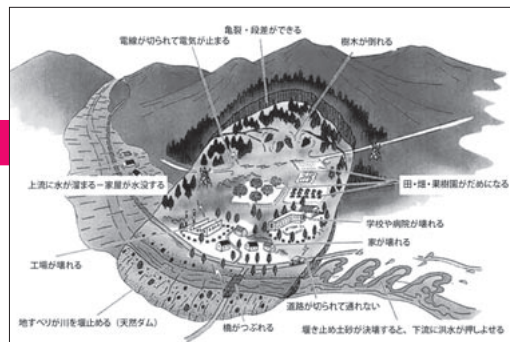 亀裂・段差ができる
電線が切られて電気が止まる
樹木が倒れる
上流に水が溜まる－家屋が水没する
田・畑・果樹園がだめになる
学校や病院が壊れる
家が壊れる
工場が壊れる
道路が切られて通れない
地すべりが川を堰止める（天然ダム）
橋がつぶれる
堰き止め土砂が決壊すると、下流に洪水が押しよせる